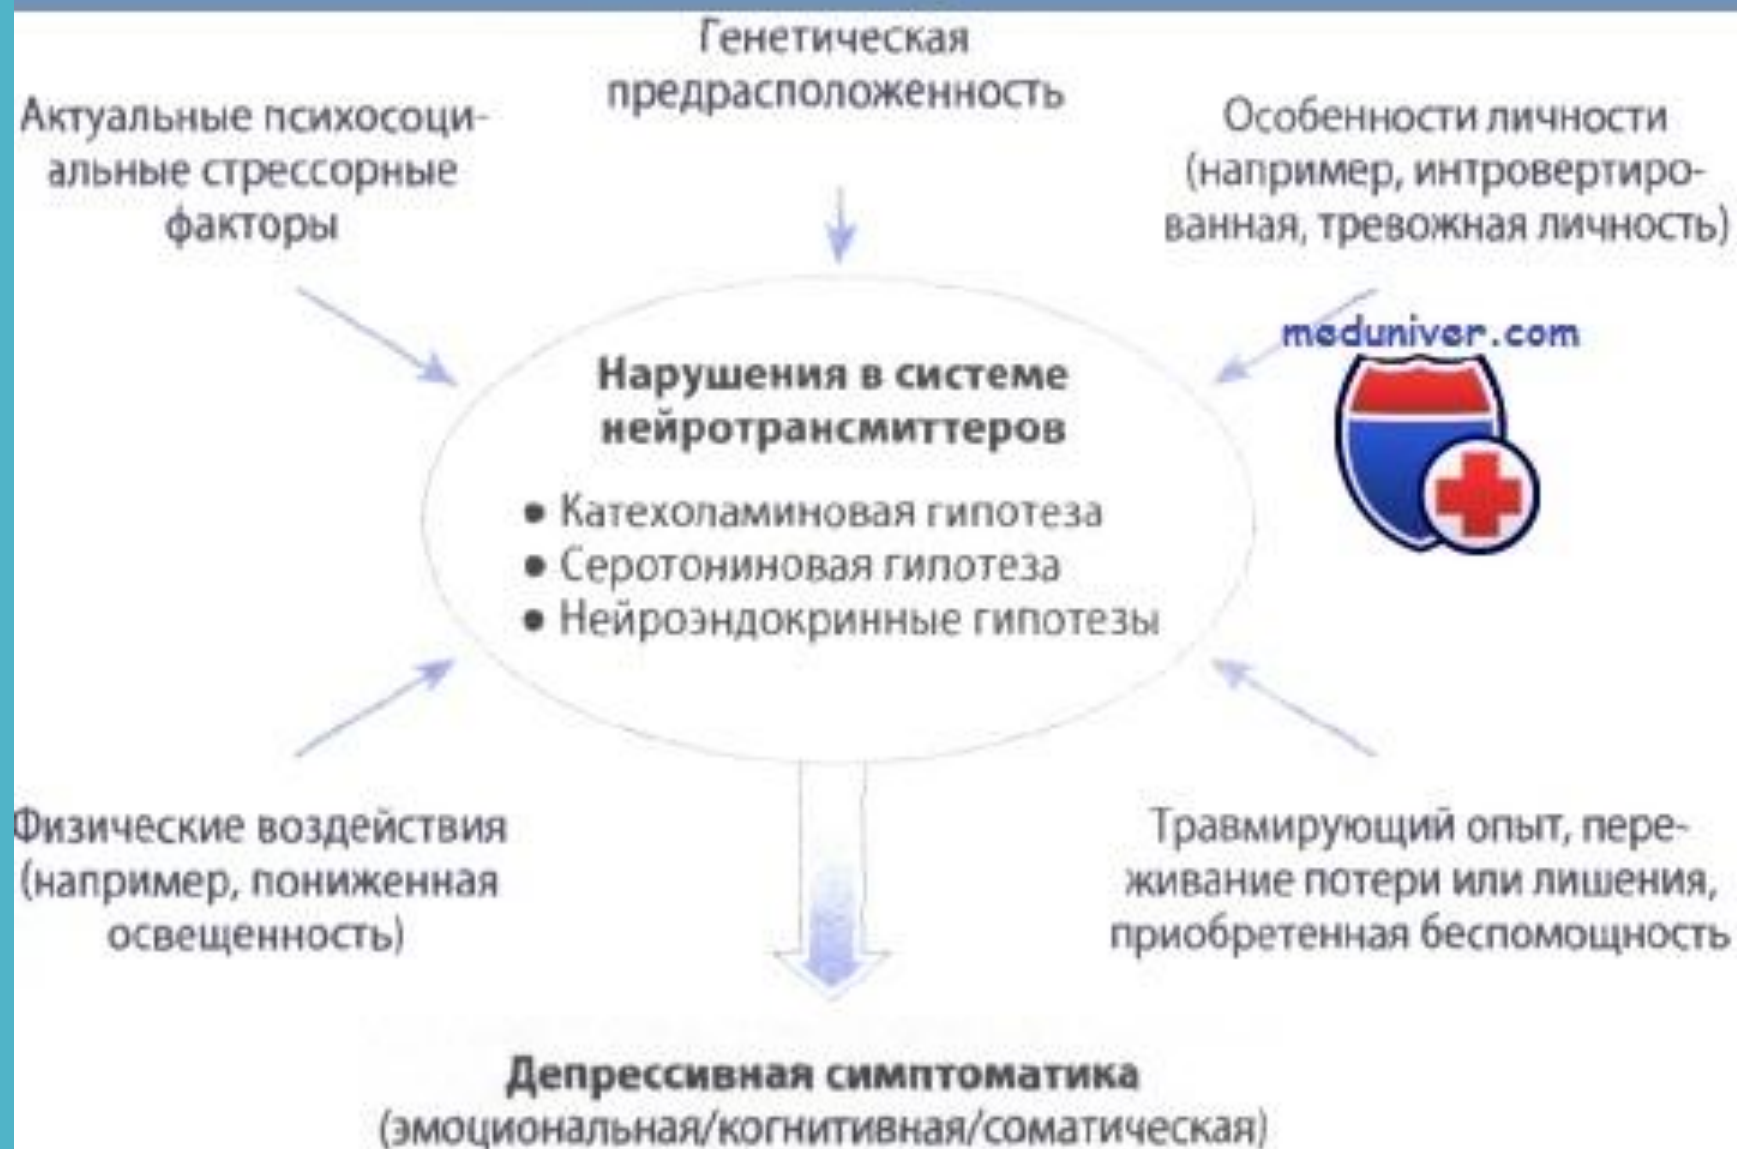 Генетическая
предрасположенность
Актуальные психосоци-
альные стрессорные
факторы
Особенности личности
(например, интровертиро-
ванная, тревожная личность)
meduniver.com
Нарушения в системе
нейротрансмиттеров
● Катехоламиновая гипотеза
● Серотониновая гипотеза
● Нейроэндокринные гипотезы
Физические воздействия
(например, пониженная
освещенность)
Травмирующий опыт, пере-
живание потери или лишения,
приобретенная беспомощность
Депрессивная симптоматика
(эмоциональная/когнитивная/соматическая)